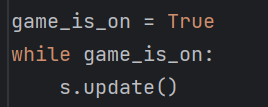 game_is_on = True
while game_is_on:
    s.update()